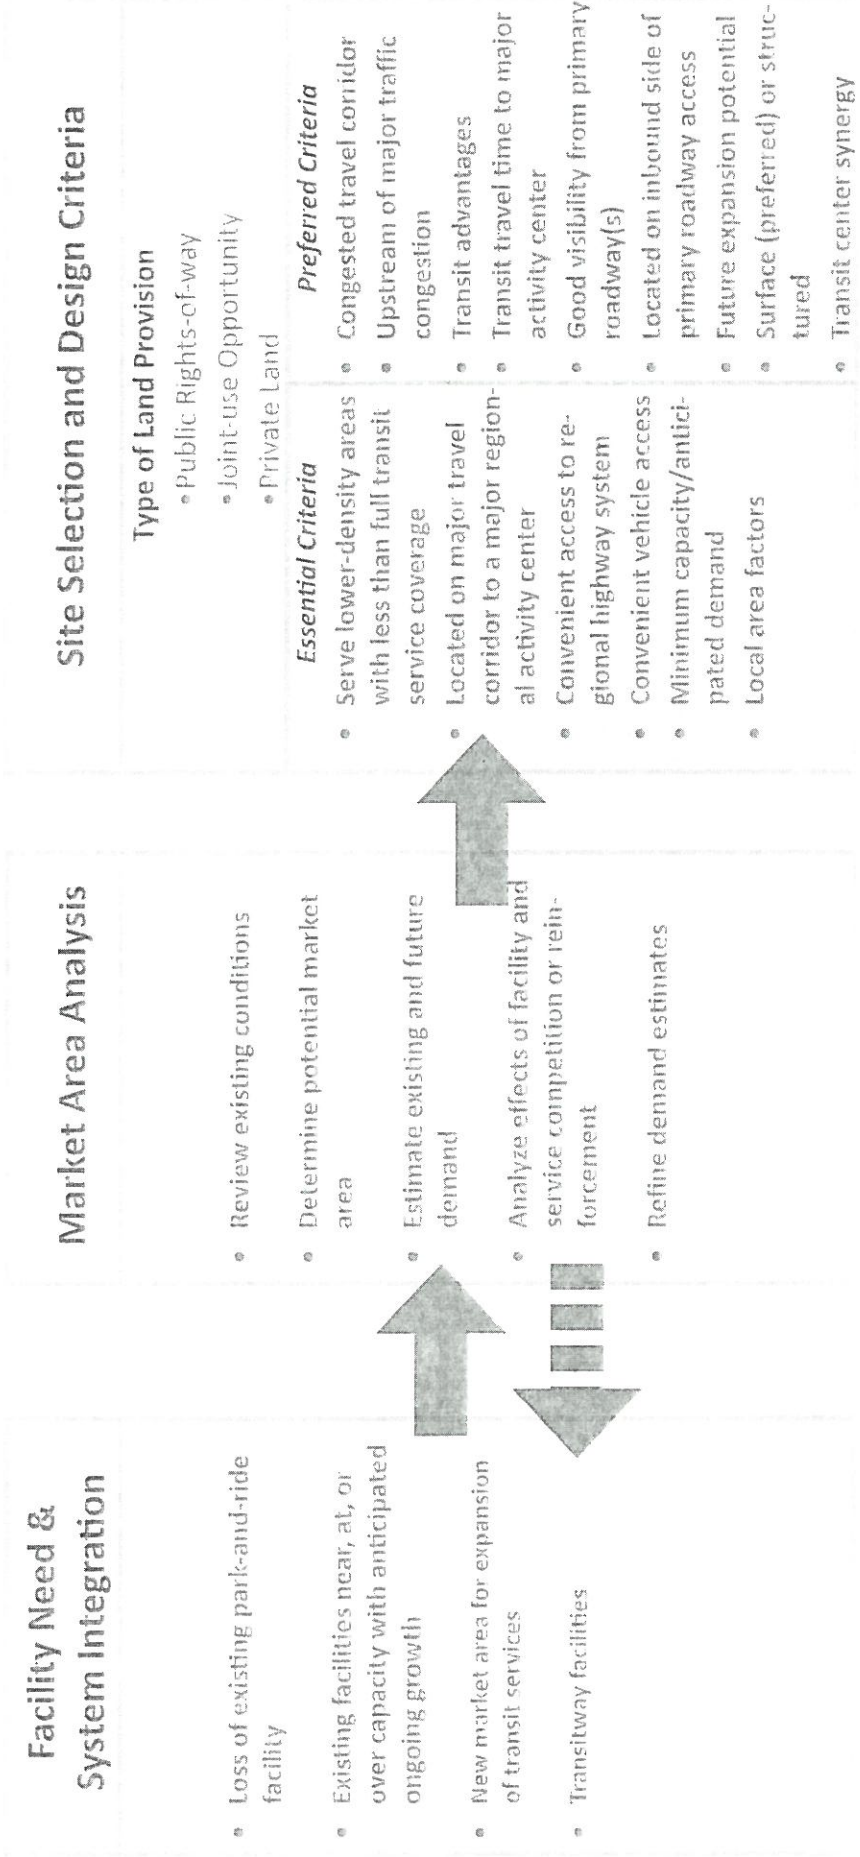 Facility Need &
System Integration
• Loss of existing park-and-ride
facility
• Existing facilities near, at, or
over capacity with anticipated
ongoing growth
• New market area for expansion
of transit services
• Transitway facilities
Market Area Analysis
• Review existing conditions
• Determine potential market
area
• Estimate existing and future
demand
• Analyze effects of facility and
service competition or rein-
forcement
• Refine demand estimates
Site Selection and Design Criteria
Type of Land Provision
• Public Rights-of-way
• Joint-use Opportunity
• Private Land
Essential Criteria
• Serve lower-density areas
with less than full transit
service coverage
• Located on major travel
corridor to a major region-
al activity center
• Convenient access to re-
gional highway system
• Convenient vehicle access
• Minimum capacity/antici-
pated demand
• Local area factors
Preferred Criteria
• Congested travel corridor
• Upstream of major traffic
congestion
• Transit advantages
• Transit travel time to major
activity center
• Good visibility from primary
roadway(s)
• Located on inbound side of
primary roadway access
• Future expansion potential
• Surface (preferred) or struc-
tured
• Transit center synergy